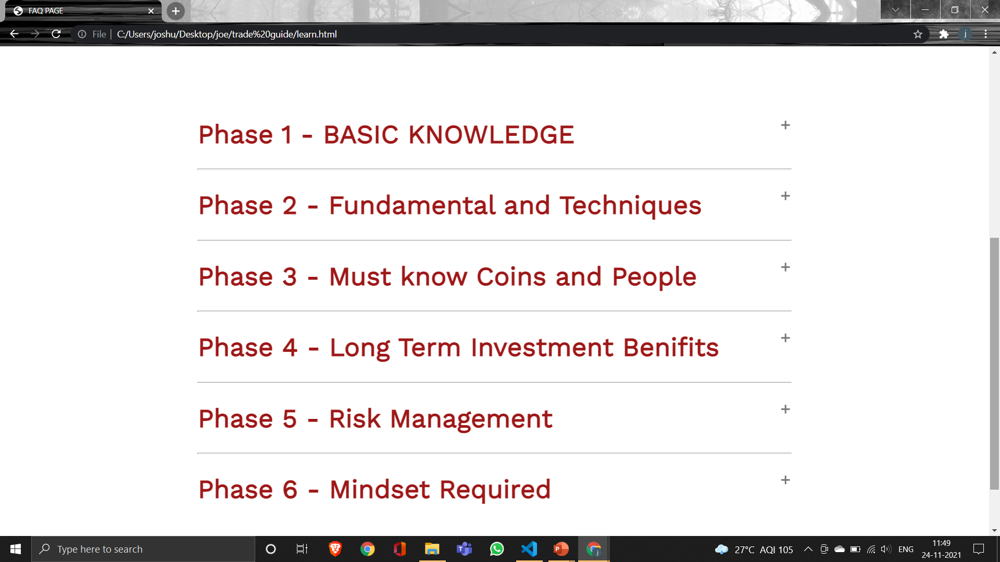 FAQ PAGE
File | C:/Users/joshu/Desktop/joe/trade%20guide/learn.html
j
Phase 1 - BASIC KNOWLEDGE
+
Phase 2 - Fundamental and Techniques
+
Phase 3 - Must know Coins and People
+
Phase 4 - Long Term Investment Benifits
+
Phase 5 - Risk Management
+
Phase 6 - Mindset Required
+
Type here to search
27°C AQI 105
ENG
11:49
24-11-2021